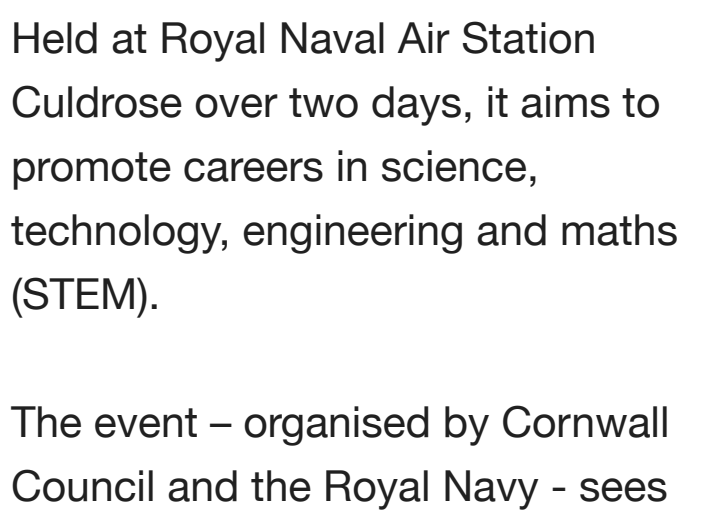 Held at Royal Naval Air Station
Culdrose over two days, it aims to
promote careers in science,
technology, engineering and maths
(STEM).
The event – organised by Cornwall
Council and the Royal Navy - sees